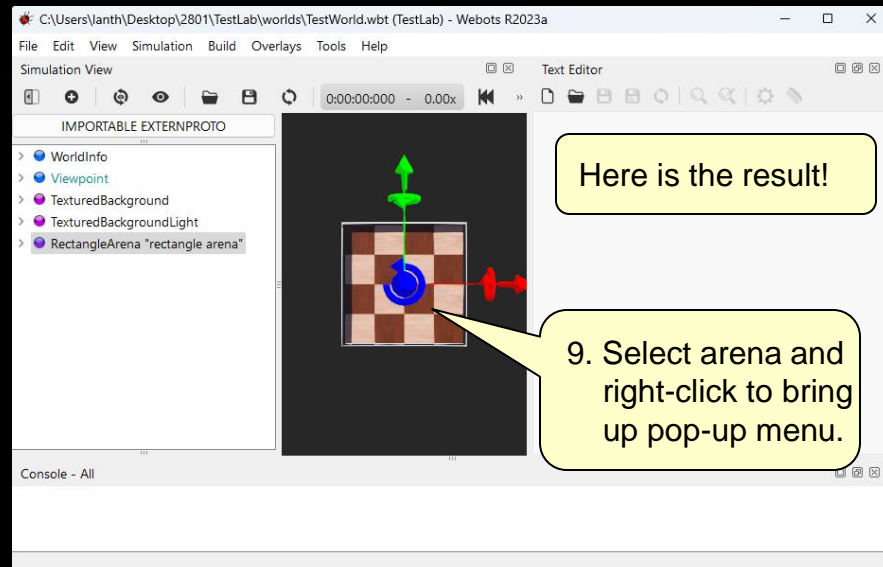 C:\Users\lanth\Desktop\2801\TestLab\worlds\TestWorld.wbt (TestLab) - Webots R2023a
File Edit View Simulation Build Overlays Tools Help
Simulation View
Text Editor
0:00:00:000 - 0.00x
IMPORTABLE EXTERNPROTO
WorldInfo
Viewpoint
TexturedBackground
TexturedBackgroundLight
RectangleArena "rectangle arena"
Here is the result!
9. Select arena and
right-click to bring
up pop-up menu.
Console - All